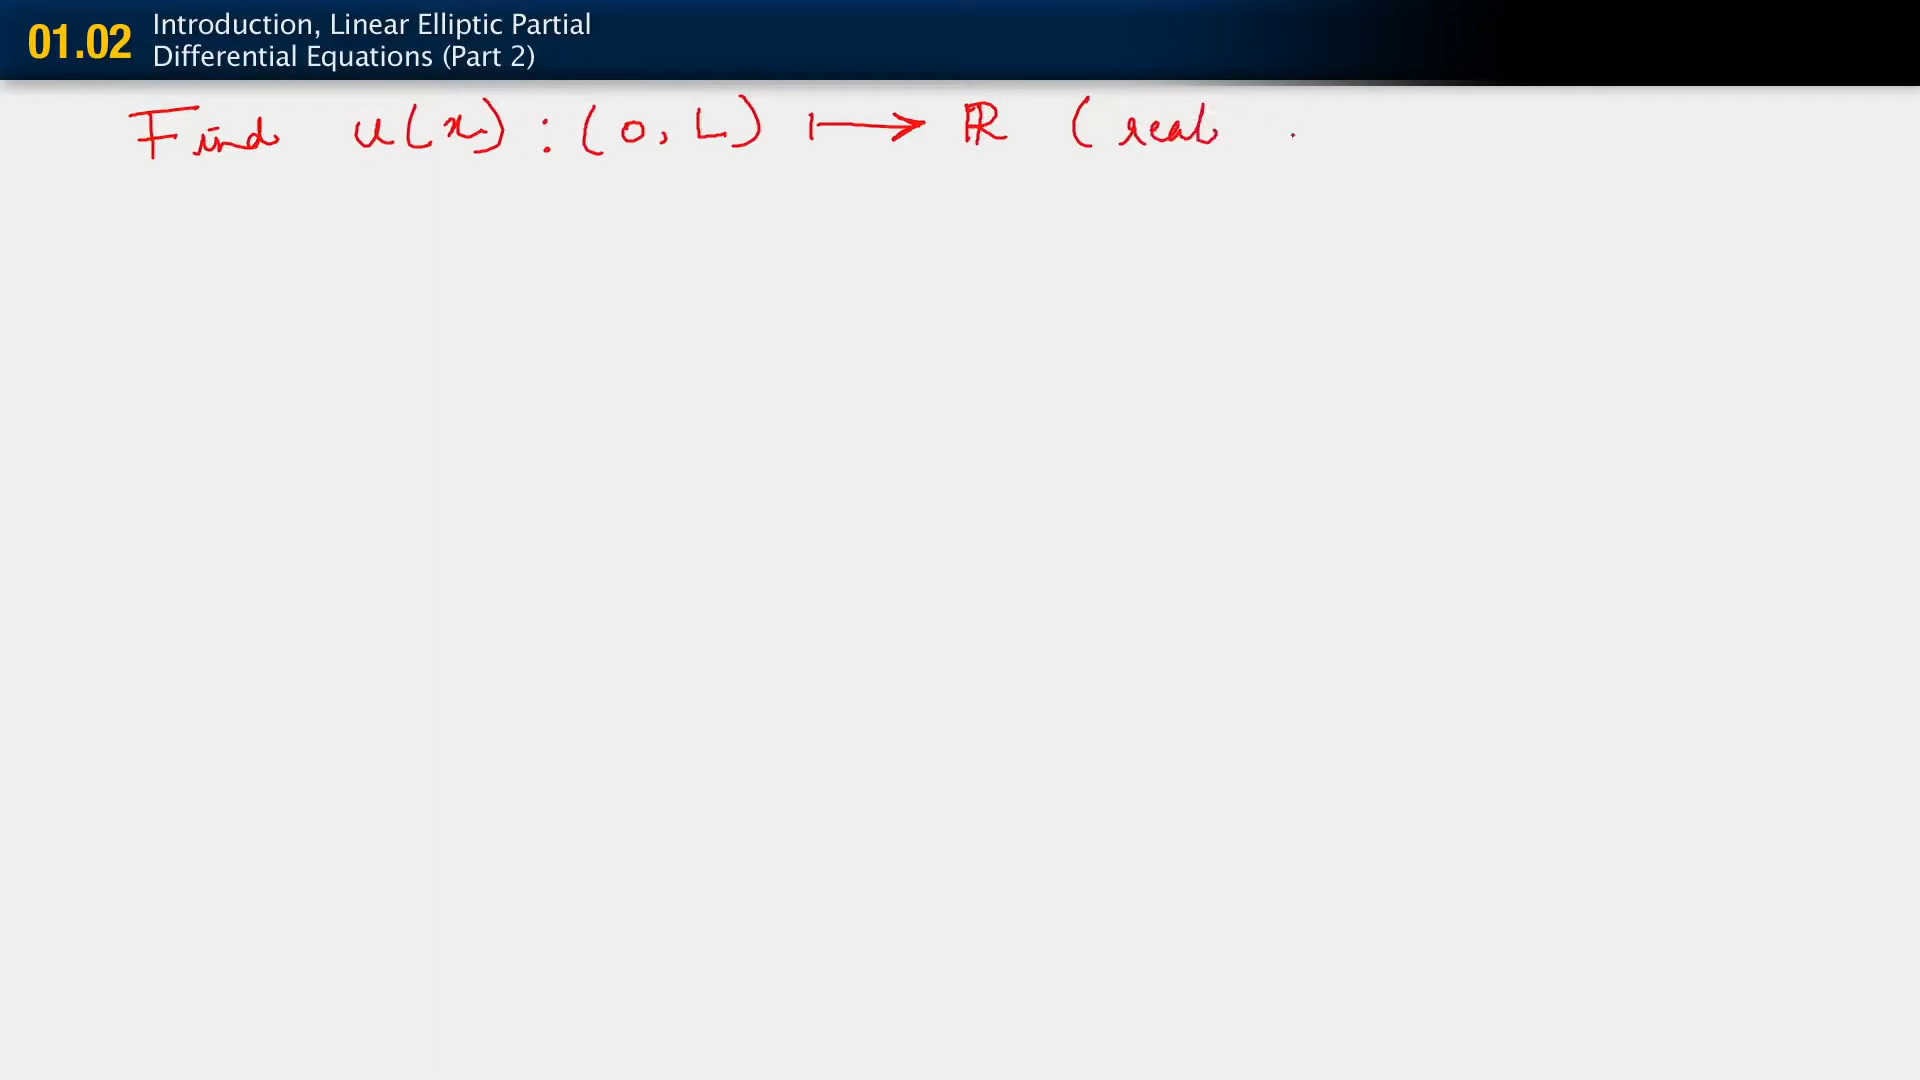 01.02
Introduction, Linear Elliptic Partial
Differential Equations (Part 2)
Find u(x) : (0, L) ↦ ℝ (real